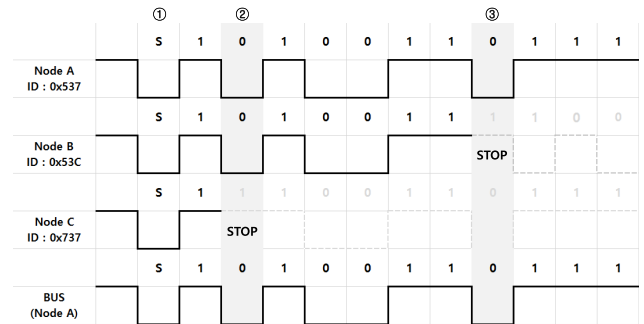 ① ② ③
S 1 0 1 0 0 1 1 0 1 1 1
Node A
ID : 0x537
S 1 0 1 0 0 1 1 1 1 0 0
Node B
ID : 0x53C
STOP
S 1 1 1 0 0 1 1 0 1 1 1
Node C
ID : 0x737
STOP
S 1 0 1 0 0 1 1 0 1 1 1
BUS
(Node A)